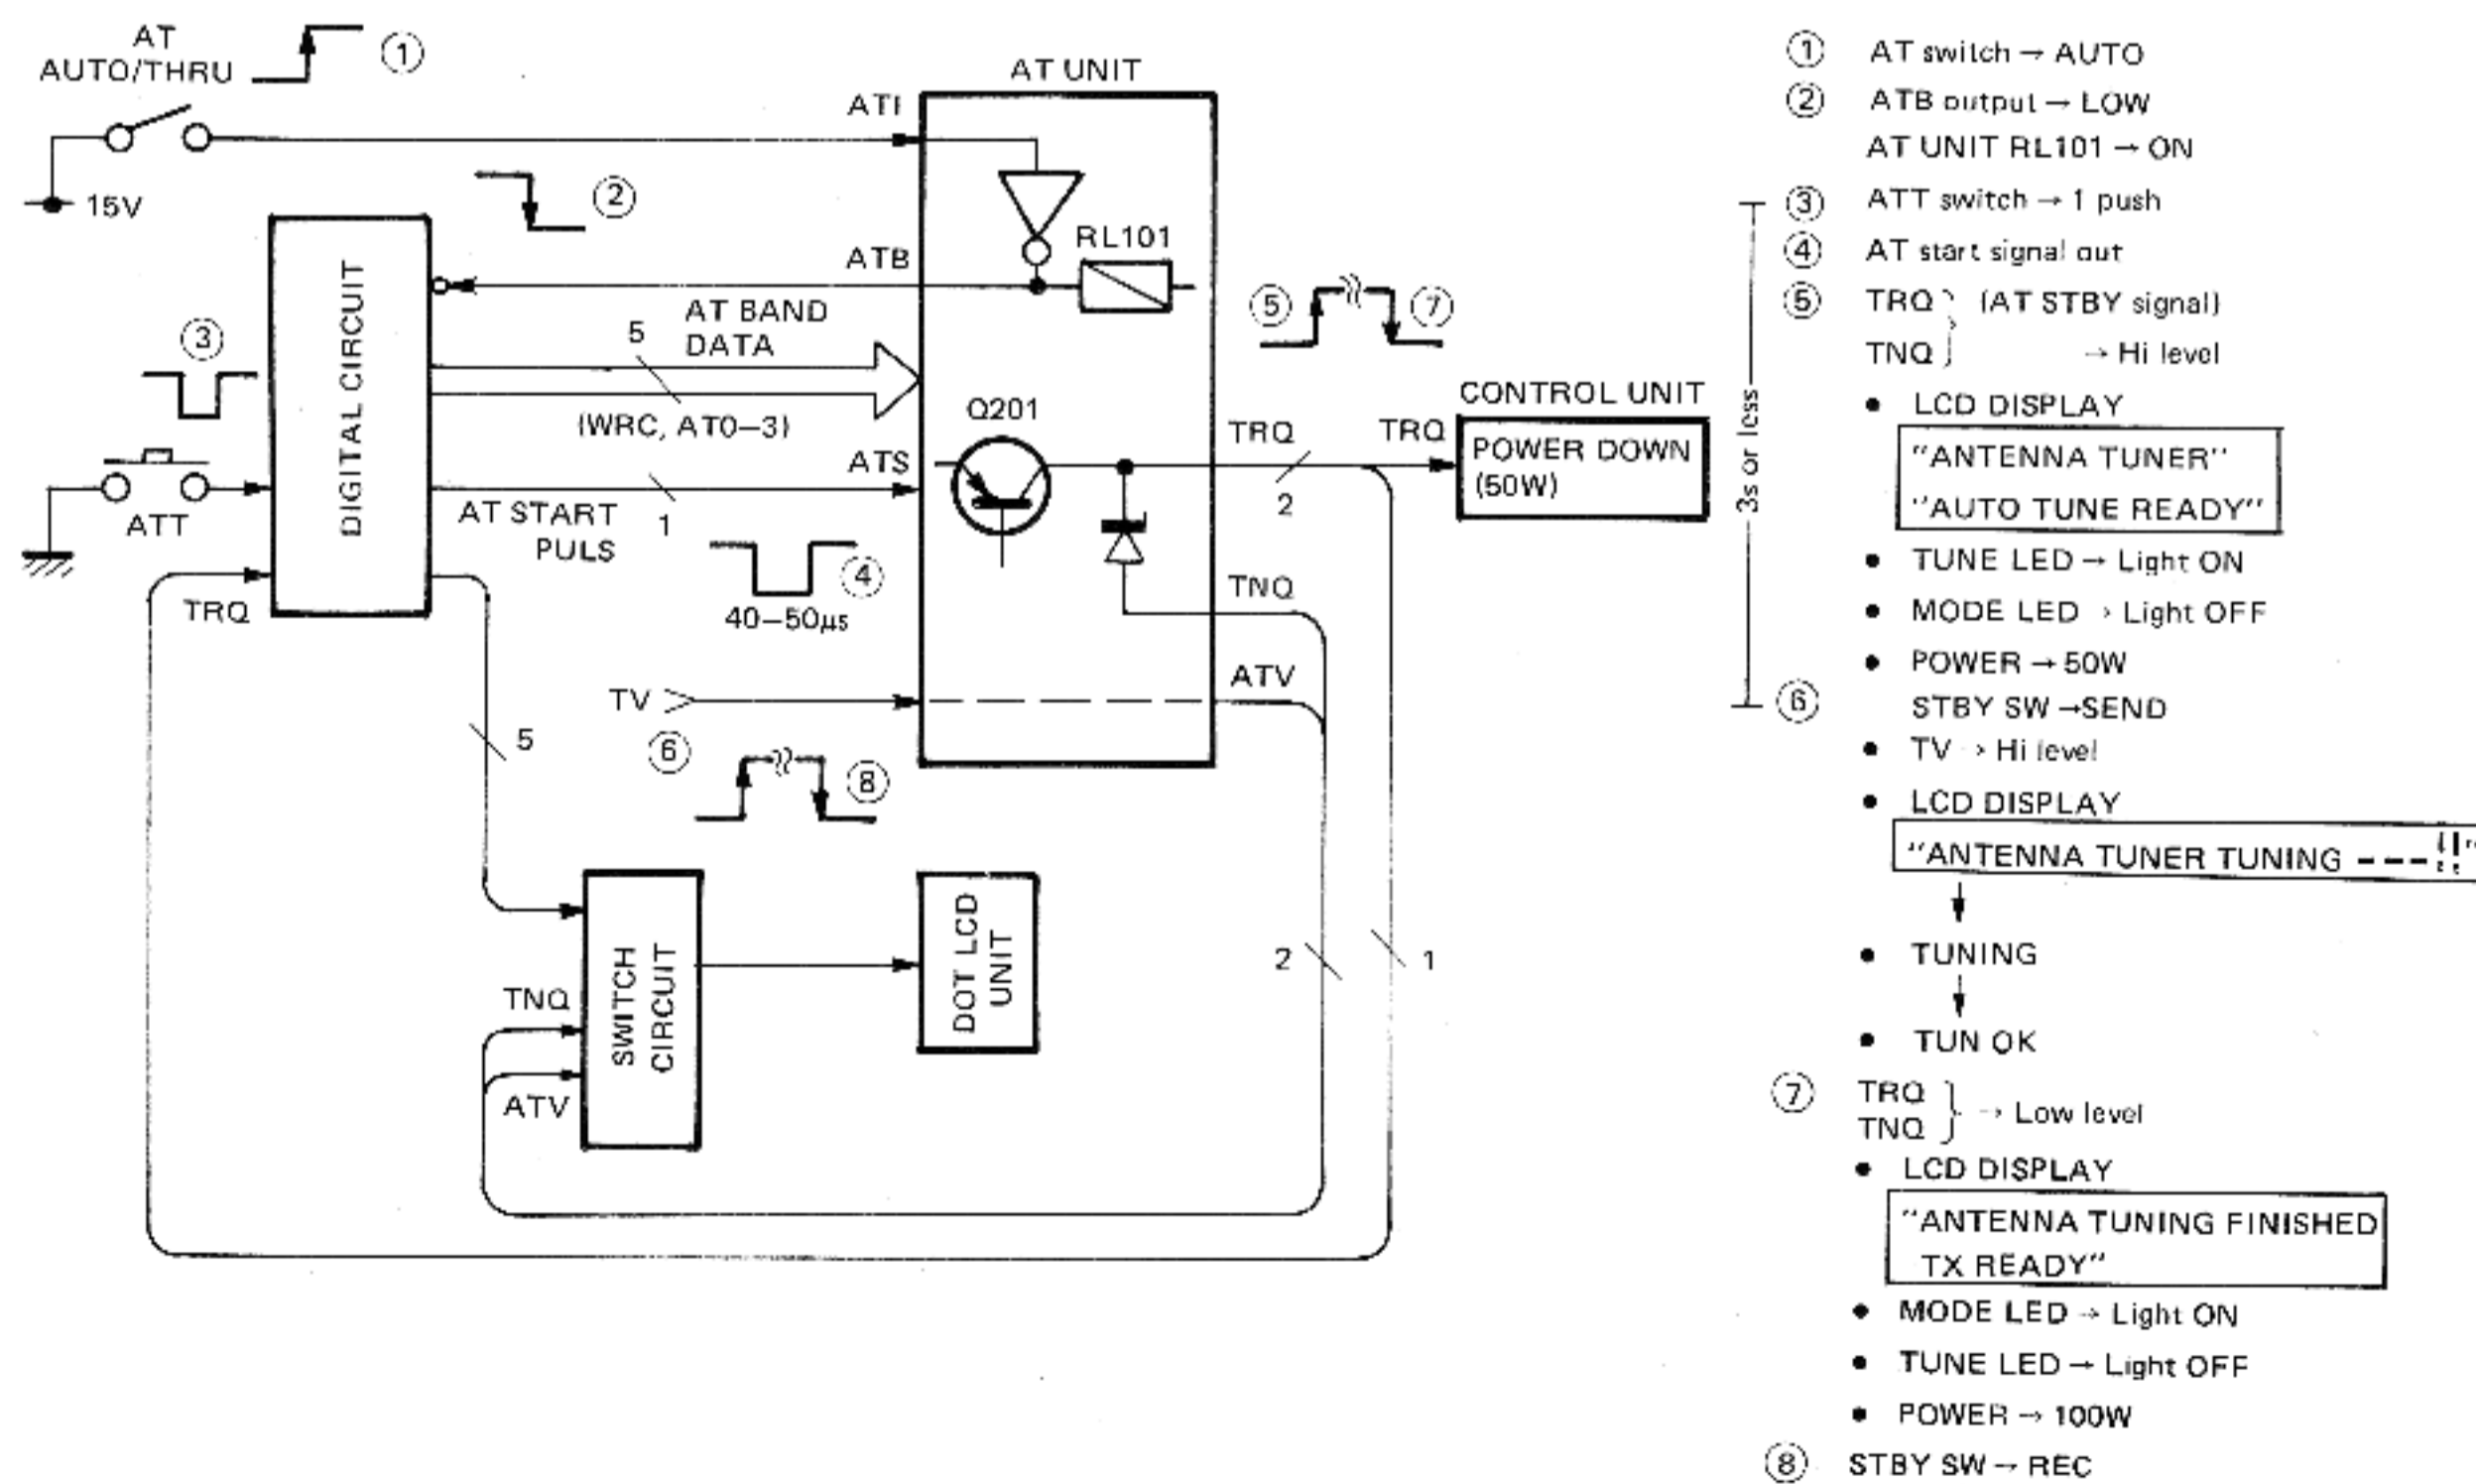 AT
AUTO/THRU
①
15V
②
AT UNIT
ATI
RL101
ATB
DIGITAL CIRCUIT
③
5
AT BAND
DATA
(WRC, AT0–3)
ATT
ATS
AT START
PULS
1
40–50µs
④
Q201
⑤
⑦
TRQ
2
TRQ
CONTROL UNIT
POWER DOWN
(50W)
TNQ
ATV
TRQ
TV
⑥
⑧
5
SWITCH
CIRCUIT
TNQ
ATV
DOT LCD
UNIT
2
1
3s or less
① AT switch → AUTO
② ATB output → LOW
AT UNIT RL101 → ON
③ ATT switch → 1 push
④ AT start signal out
⑤ TRQ } (AT STBY signal)
TNQ } → Hi level
• LCD DISPLAY
"ANTENNA TUNER"
"AUTO TUNE READY"
• TUNE LED → Light ON
• MODE LED → Light OFF
• POWER → 50W
⑥ STBY SW →SEND
• TV → Hi level
• LCD DISPLAY
"ANTENNA TUNER TUNING ---!!"
• TUNING
• TUN OK
⑦ TRQ
TNQ } → Low level
• LCD DISPLAY
"ANTENNA TUNING FINISHED
TX READY"
• MODE LED → Light ON
• TUNE LED → Light OFF
• POWER → 100W
⑧ STBY SW → REC